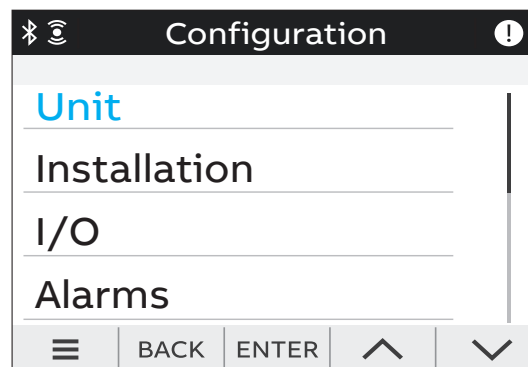 Configuration
Unit
Installation
I/O
Alarms
BACK ENTER